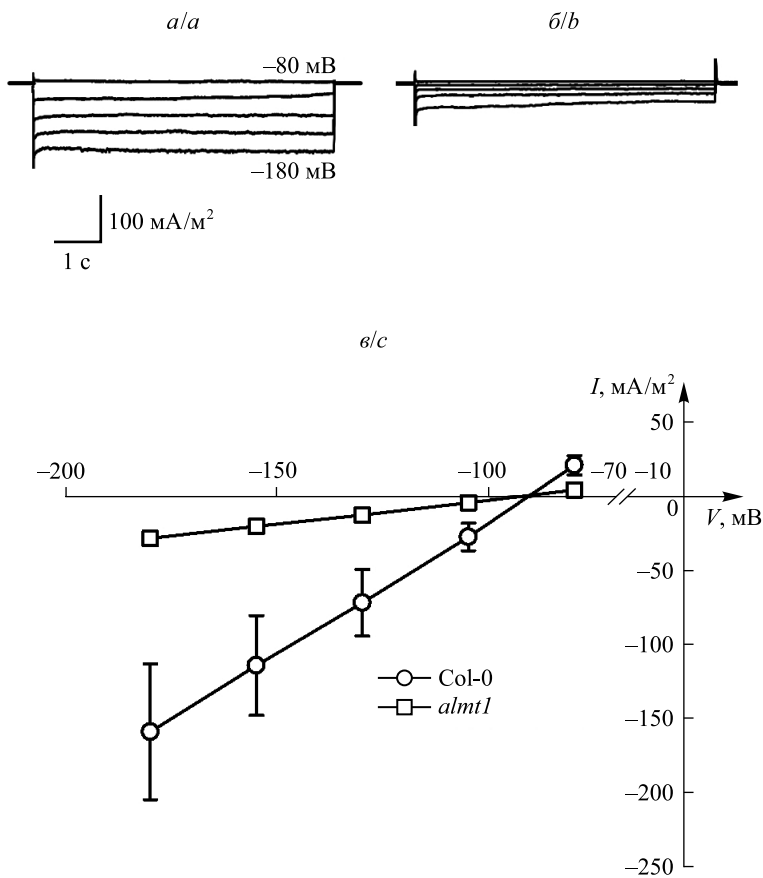 а/a
б/b
–80 мВ
–180 мВ
100 мА/м²
1 с
в/c
I, мА/м²
50
–200
–150
–100
–70
–10
0
V, мВ
–50
–100
–150
–200
–250
Col-0
almt1